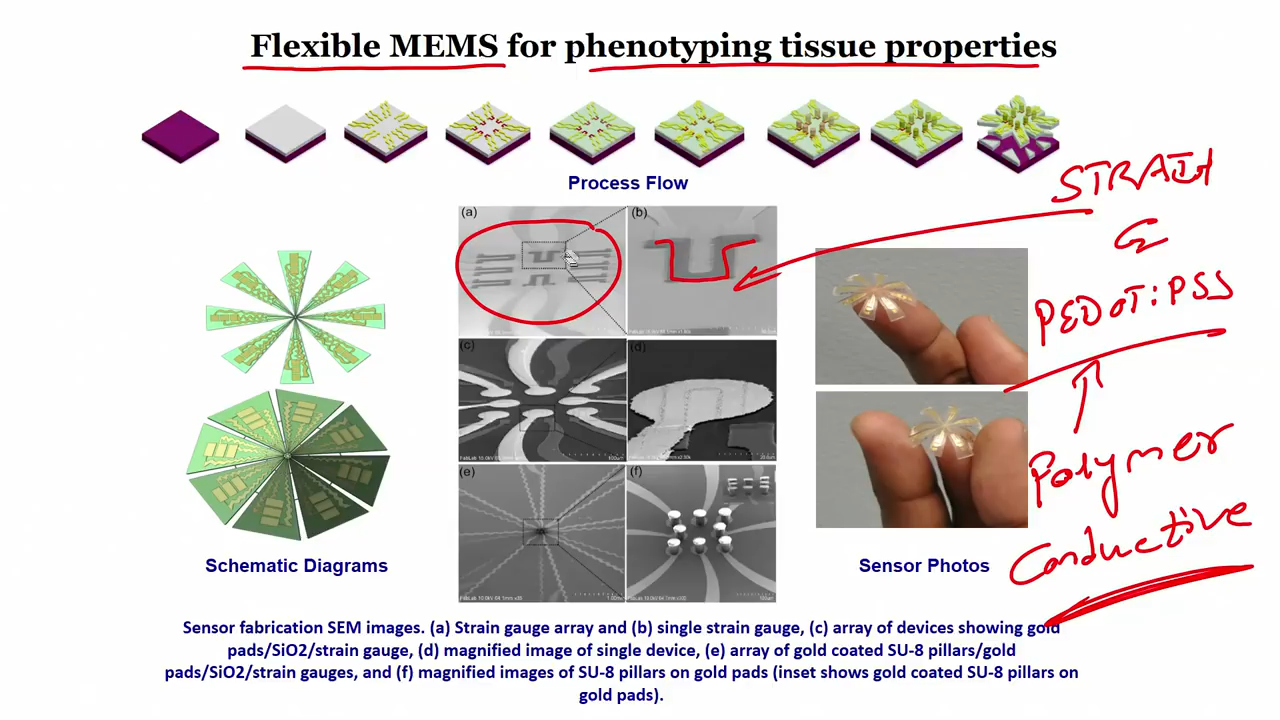 Flexible MEMS for phenotyping tissue properties
Process Flow
(a)
(b)
(c)
(d)
(e)
(f)
STRAIN
G
PEDOT:PSS
Polymer
Conductive
Schematic Diagrams
Sensor Photos
Sensor fabrication SEM images. (a) Strain gauge array and (b) single strain gauge, (c) array of devices showing gold
pads/SiO2/strain gauge, (d) magnified image of single device, (e) array of gold coated SU-8 pillars/gold
pads/SiO2/strain gauges, and (f) magnified images of SU-8 pillars on gold pads (inset shows gold coated SU-8 pillars on
gold pads).